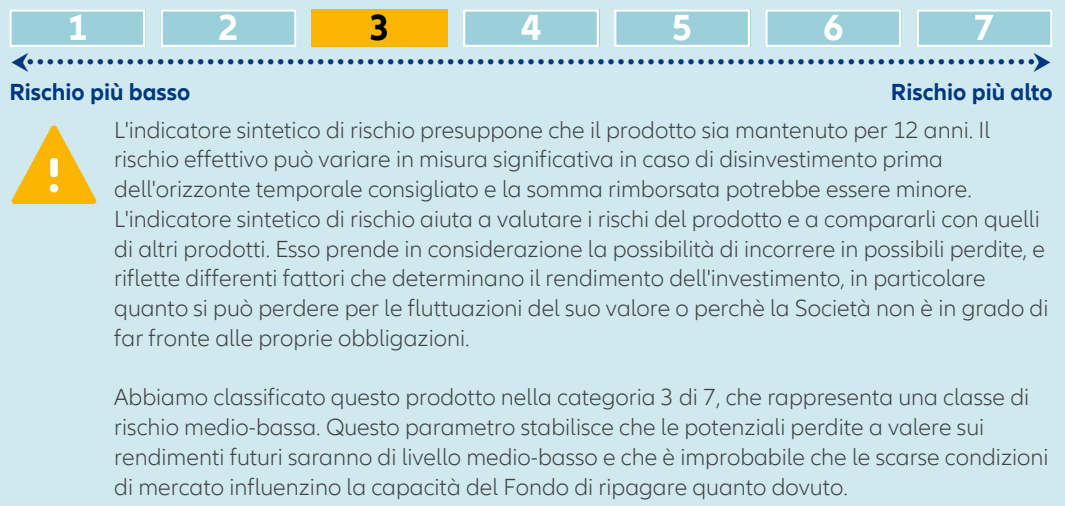 1 2 3 4 5 6 7
Rischio più basso Rischio più alto
L'indicatore sintetico di rischio presuppone che il prodotto sia mantenuto per 12 anni. Il
rischio effettivo può variare in misura significativa in caso di disinvestimento prima
dell'orizzonte temporale consigliato e la somma rimborsata potrebbe essere minore.
L'indicatore sintetico di rischio aiuta a valutare i rischi del prodotto e a compararli con quelli
di altri prodotti. Esso prende in considerazione la possibilità di incorrere in possibili perdite, e
riflette differenti fattori che determinano il rendimento dell'investimento, in particolare
quanto si può perdere per le fluttuazioni del suo valore o perchè la Società non è in grado di
far fronte alle proprie obbligazioni.
Abbiamo classificato questo prodotto nella categoria 3 di 7, che rappresenta una classe di
rischio medio-bassa. Questo parametro stabilisce che le potenziali perdite a valere sui
rendimenti futuri saranno di livello medio-basso e che è improbabile che le scarse condizioni
di mercato influenzino la capacità del Fondo di ripagare quanto dovuto.